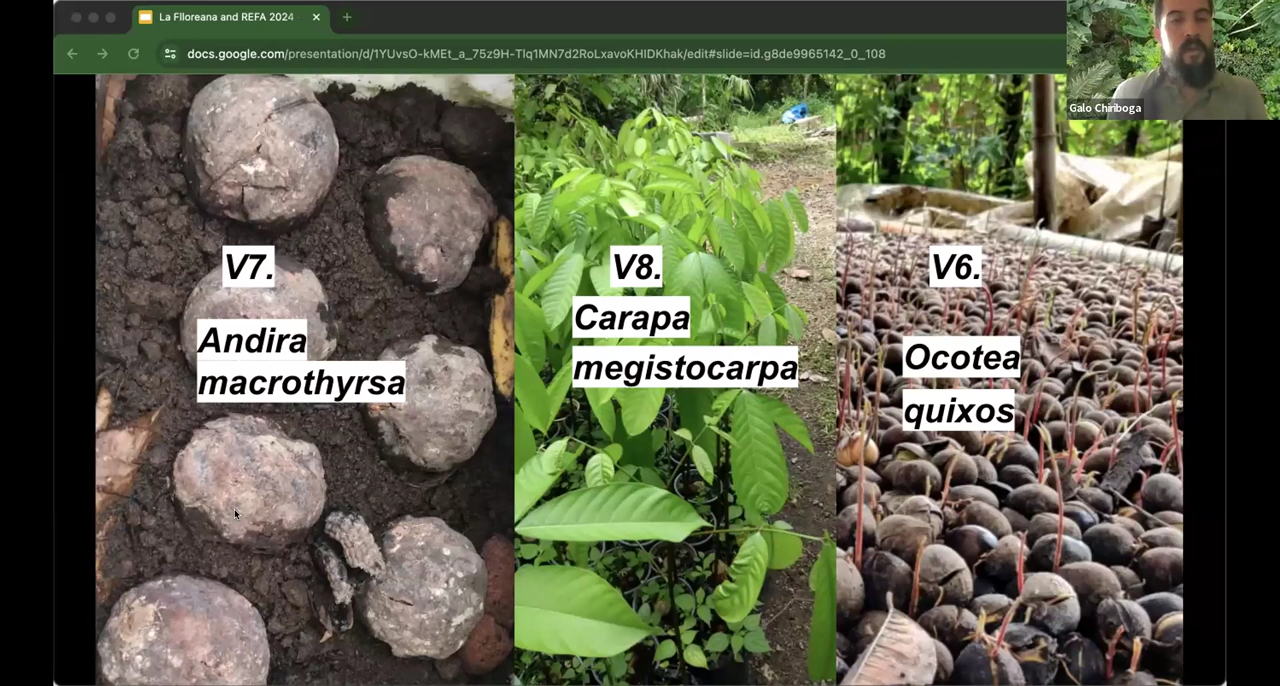 La Flloreana and REFA 2024
docs.google.com/presentation/d/1YUvsO-kMEt_a_75z9H-Tlq1MN7d2RoLxavoKHIDKhak/edit#slide=id.g8de9965142_0_108
Galo Chiriboga
V7.
Andira
macrothyrsa
V8.
Carapa
megistocarpa
V6.
Ocotea
quixos